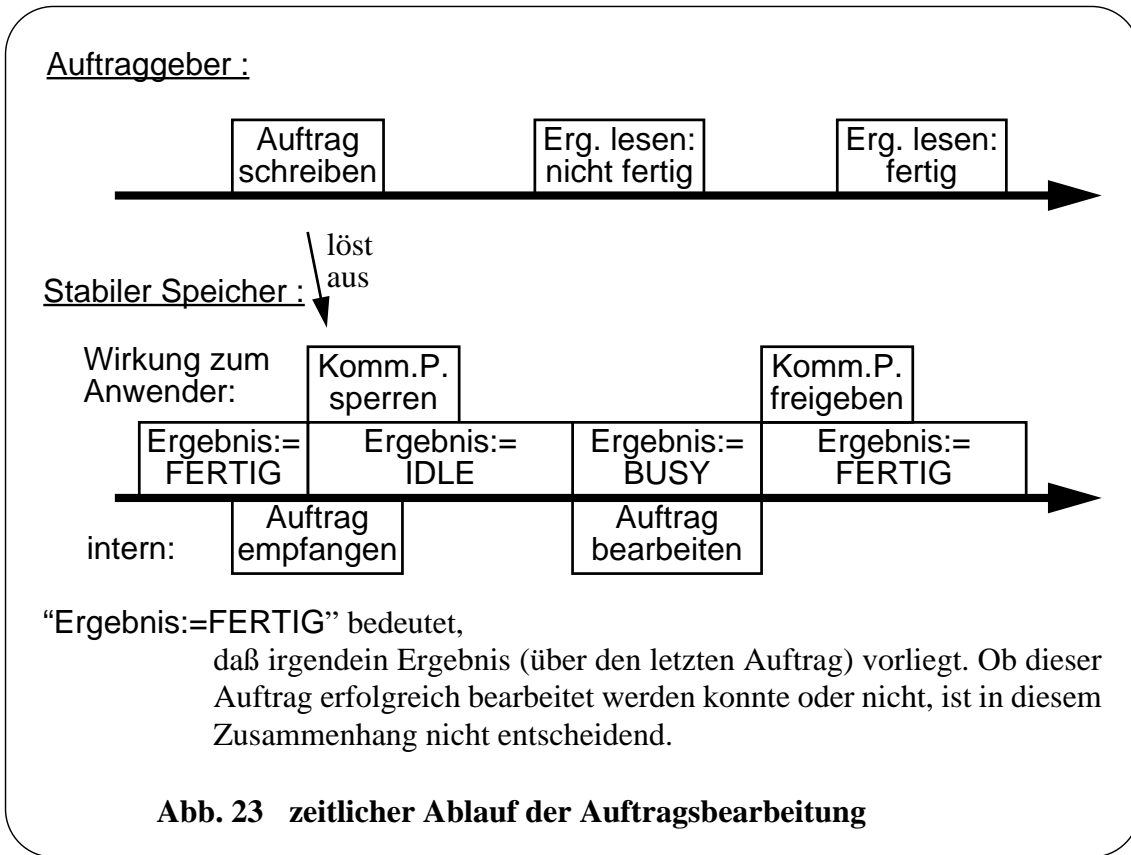 Auftraggeber :
Auftrag
schreiben
Erg. lesen:
nicht fertig
Erg. lesen:
fertig
löst
aus
Stabiler Speicher :
Wirkung zum
Anwender:
Komm.P.
sperren
Komm.P.
freigeben
Ergebnis:=
FERTIG
Ergebnis:=
IDLE
Ergebnis:=
BUSY
Ergebnis:=
FERTIG
intern:
Auftrag
empfangen
Auftrag
bearbeiten
“Ergebnis:=FERTIG” bedeutet,
daß irgendein Ergebnis (über den letzten Auftrag) vorliegt. Ob dieser
Auftrag erfolgreich bearbeitet werden konnte oder nicht, ist in diesem
Zusammenhang nicht entscheidend.
Abb. 23 zeitlicher Ablauf der Auftragsbearbeitung